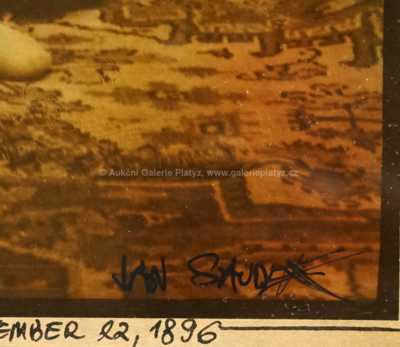 © Aukční Galerie Platýz, www.galerieplatyz.cz
JAN SAUDEK
EMBER 22, 1896